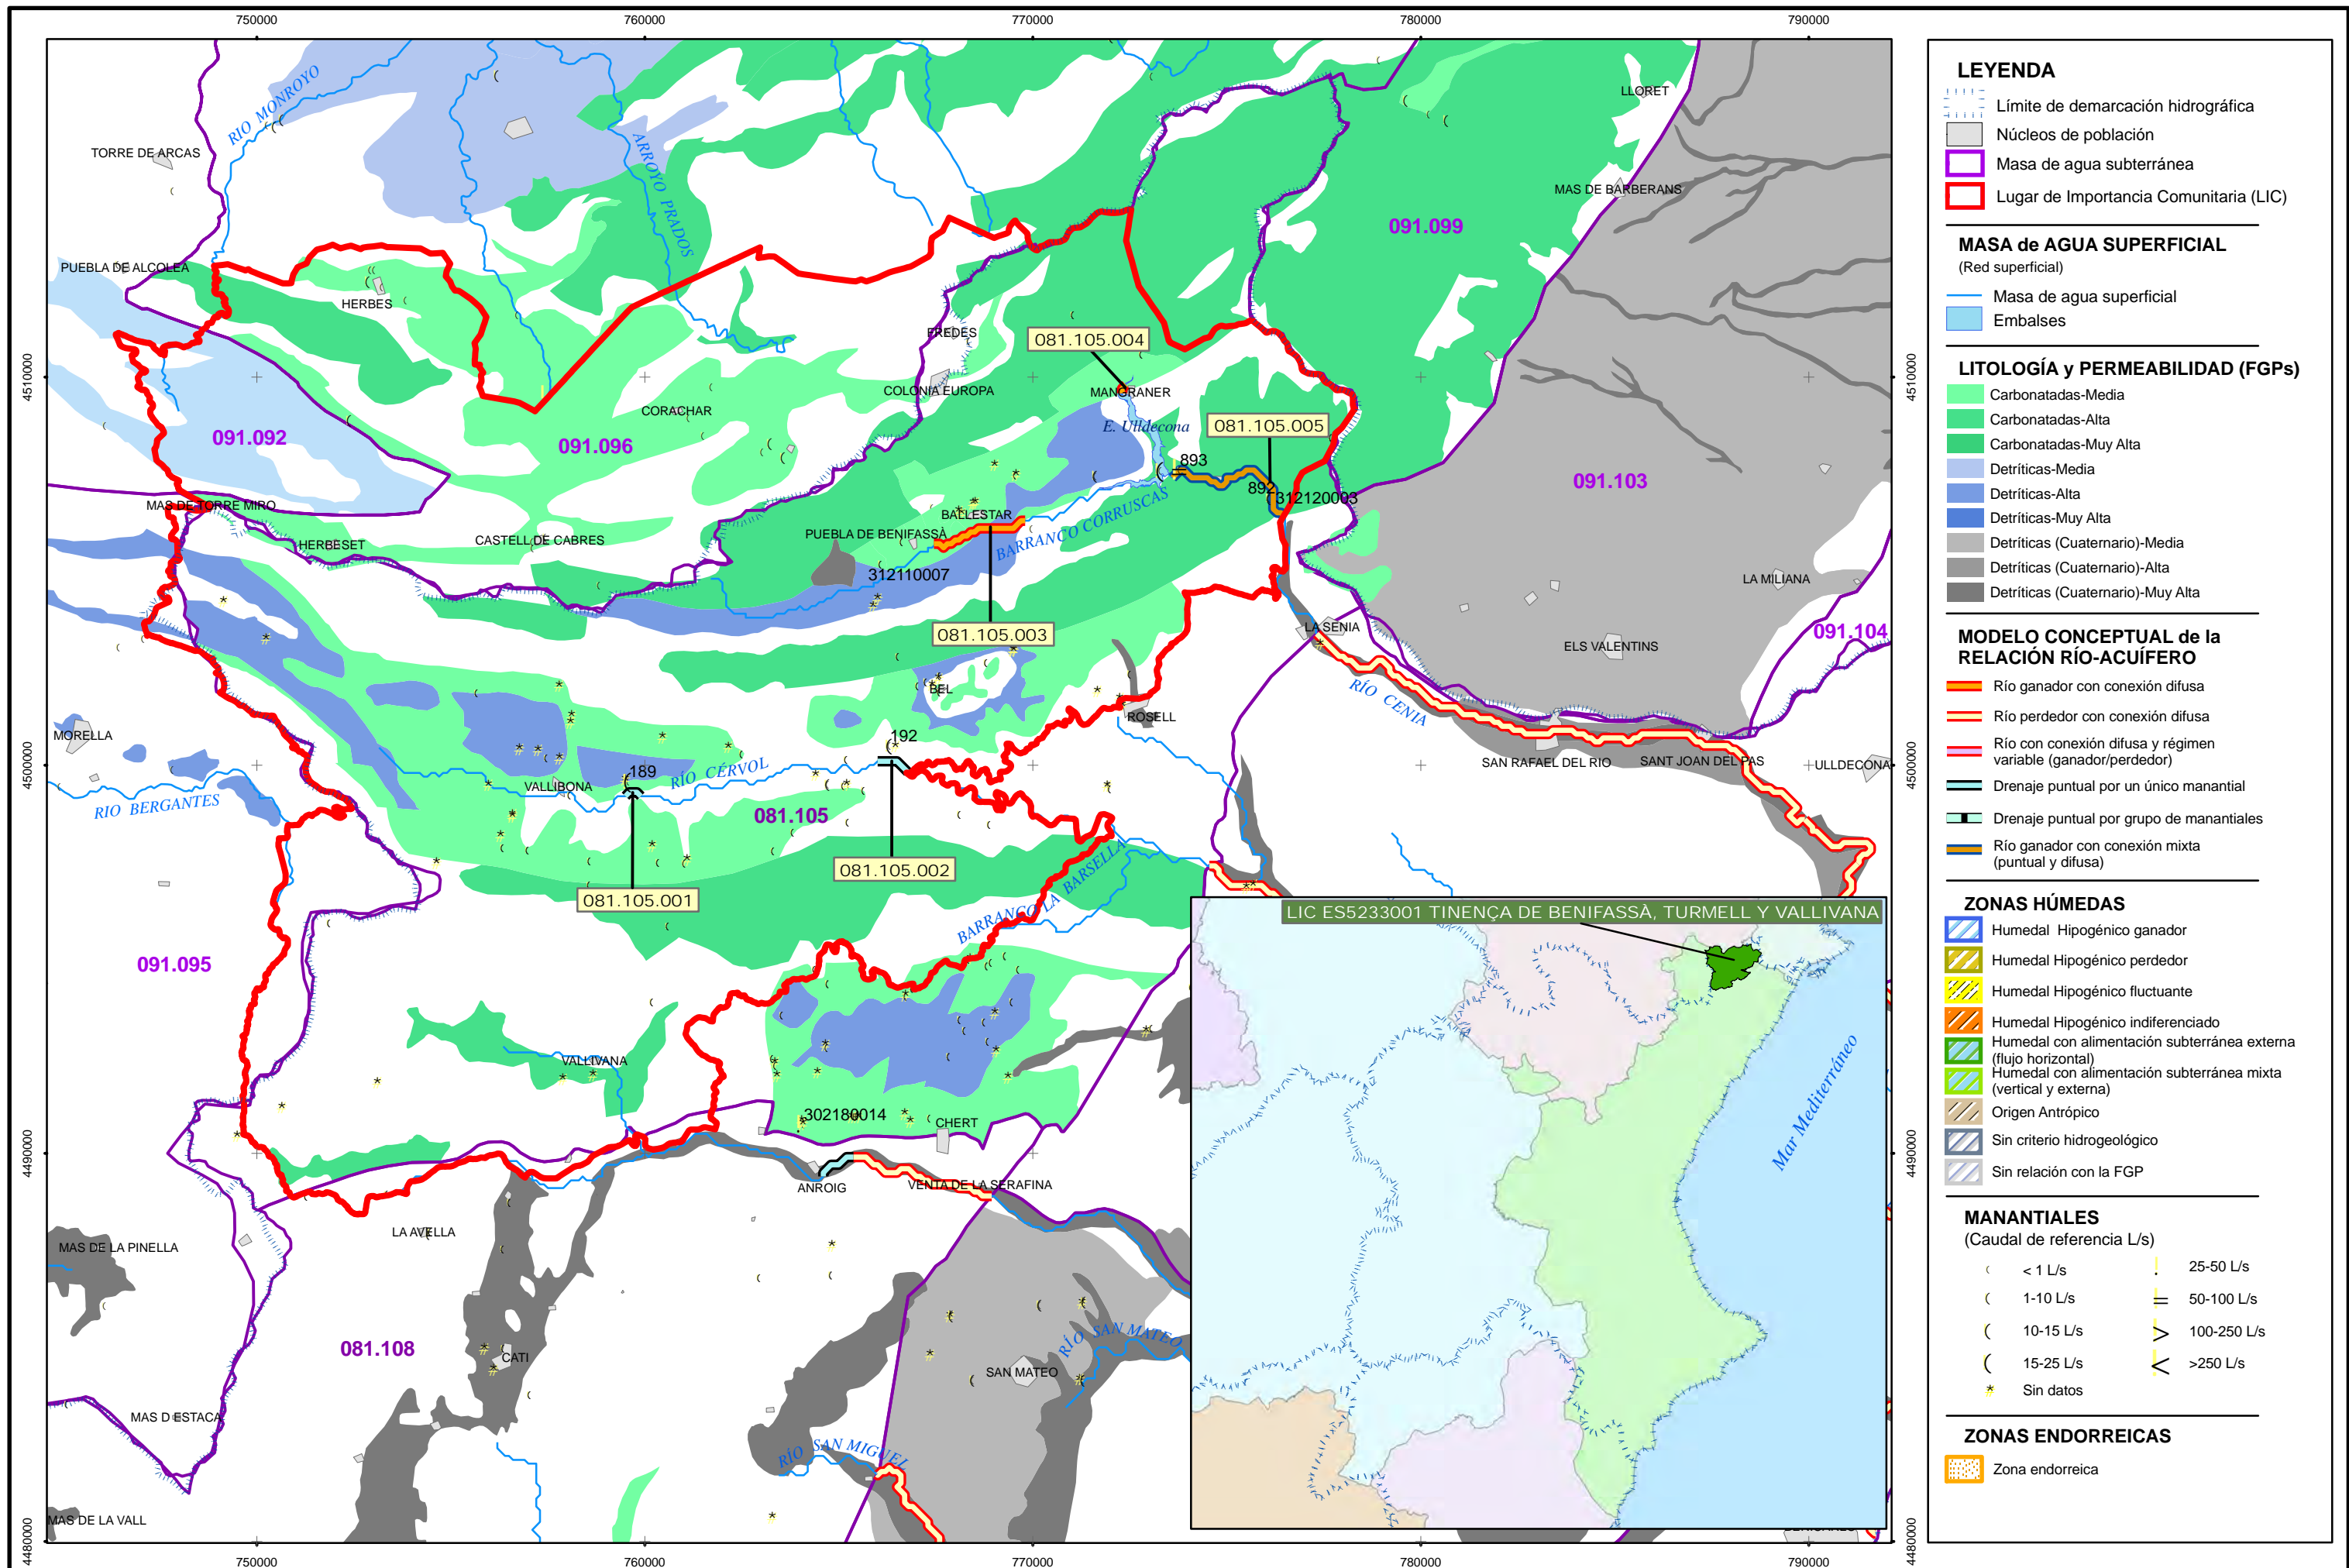 750000
760000
770000
780000
790000
4510000
4500000
4490000
4480000
4510000
4500000
4490000
4480000
750000
760000
770000
780000
790000
RIO MONROYO
TORRE DE ARCAS
ARROYO PRADOS
LLORET
MAS DE BARBERANS
091.099
PUEBLA DE ALCOLEA
HERBES
FREDES
081.105.004
COLONIA EUROPA
MANGRANER
CORACHAR
091.092
091.096
E. Ulldecona
081.105.005
893
091.103
892
312120003
MAS DE TORRE MIRO
BALLESTAR
PUEBLA DE BENIFASSÀ
BARRANCO CORRUSCAS
HERBESET
CASTELL DE CABRES
312110007
LA MILIANA
081.105.003
LA SENIA
091.104
ELS VALENTINS
BEL
RÍO CENIA
ROSELL
MORELLA
192
SAN RAFAEL DEL RIO
SANT JOAN DEL PAS
ULLDECONA
189
RÍO CÉRVOL
VALLIBONA
RIO BERGANTES
081.105
081.105.002
081.105.001
BARRANCO LA BARSELLA
091.095
VALLIVANA
302180014
CHERT
ANROIG
VENTA DE LA SERAFINA
LA AVELLA
MAS DE LA PINELLA
081.108
CATI
RÍO SAN MATEO
SAN MATEO
MAS D ESTACA
RÍO SAN MIGUEL
MAS DE LA VALL
LIC ES5233001 TINENÇA DE BENIFASSÀ, TURMELL Y VALLIVANA
Mar Mediterráneo
LEYENDA
Límite de demarcación hidrográfica
Núcleos de población
Masa de agua subterránea
Lugar de Importancia Comunitaria (LIC)
MASA de AGUA SUPERFICIAL
(Red superficial)
Masa de agua superficial
Embalses
LITOLOGÍA y PERMEABILIDAD (FGPs)
Carbonatadas-Media
Carbonatadas-Alta
Carbonatadas-Muy Alta
Detríticas-Media
Detríticas-Alta
Detríticas-Muy Alta
Detríticas (Cuaternario)-Media
Detríticas (Cuaternario)-Alta
Detríticas (Cuaternario)-Muy Alta
MODELO CONCEPTUAL de la
RELACIÓN RÍO-ACUÍFERO
Río ganador con conexión difusa
Río perdedor con conexión difusa
Río con conexión difusa y régimen
variable (ganador/perdedor)
Drenaje puntual por un único manantial
Drenaje puntual por grupo de manantiales
Río ganador con conexión mixta
(puntual y difusa)
ZONAS HÚMEDAS
Humedal Hipogénico ganador
Humedal Hipogénico perdedor
Humedal Hipogénico fluctuante
Humedal Hipogénico indiferenciado
Humedal con alimentación subterránea externa
(flujo horizontal)
Humedal con alimentación subterránea mixta
(vertical y externa)
Origen Antrópico
Sin criterio hidrogeológico
Sin relación con la FGP
MANANTIALES
(Caudal de referencia L/s)
< 1 L/s
1-10 L/s
10-15 L/s
15-25 L/s
Sin datos
25-50 L/s
50-100 L/s
100-250 L/s
>250 L/s
ZONAS ENDORREICAS
Zona endorreica